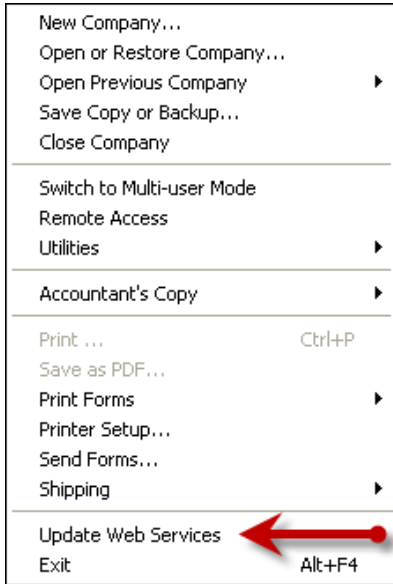 New Company...
Open or Restore Company...
Open Previous Company
Save Copy or Backup...
Close Company
Switch to Multi-user Mode
Remote Access
Utilities
Accountant's Copy
Print ... Ctrl+P
Save as PDF...
Print Forms
Printer Setup...
Send Forms...
Shipping
Update Web Services
Exit Alt+F4